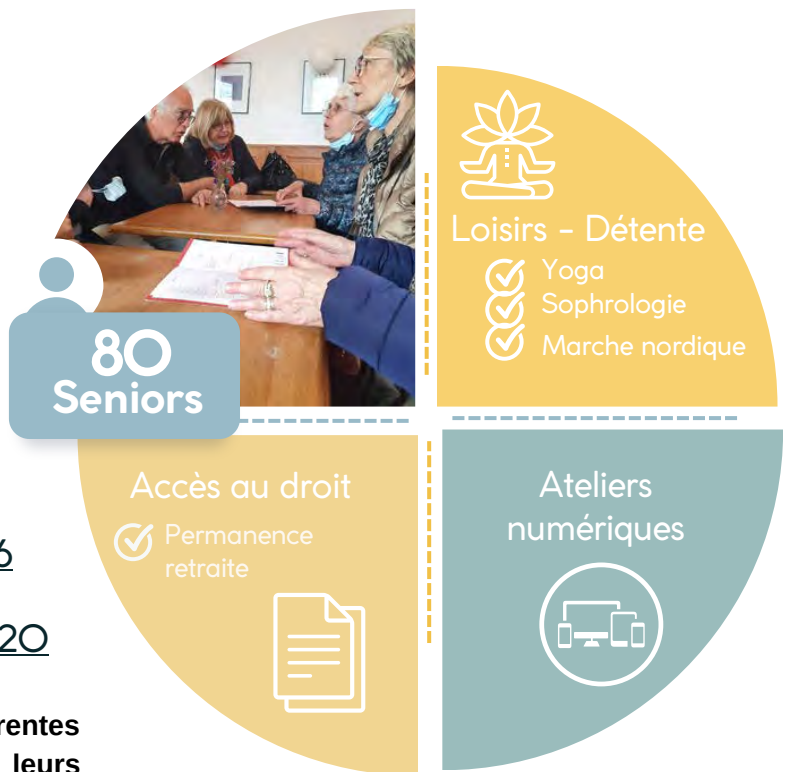 Loisirs - Détente
Yoga
Sophrologie
Marche nordique
80
Seniors
Accès au droit
Permanence
retraite
Ateliers
numériques
6
20
rentes
leurs